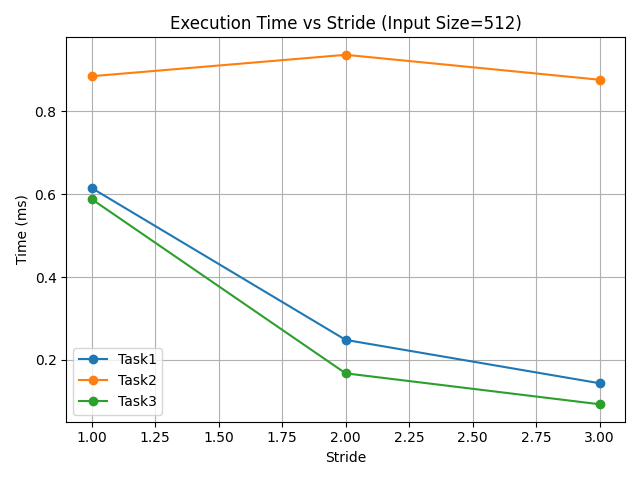 Execution Time vs Stride (Input Size=512)
Time (ms)
0.8
0.6
0.4
0.2
Task1
Task2
Task3
1.00 1.25 1.50 1.75 2.00 2.25 2.50 2.75 3.00
Stride